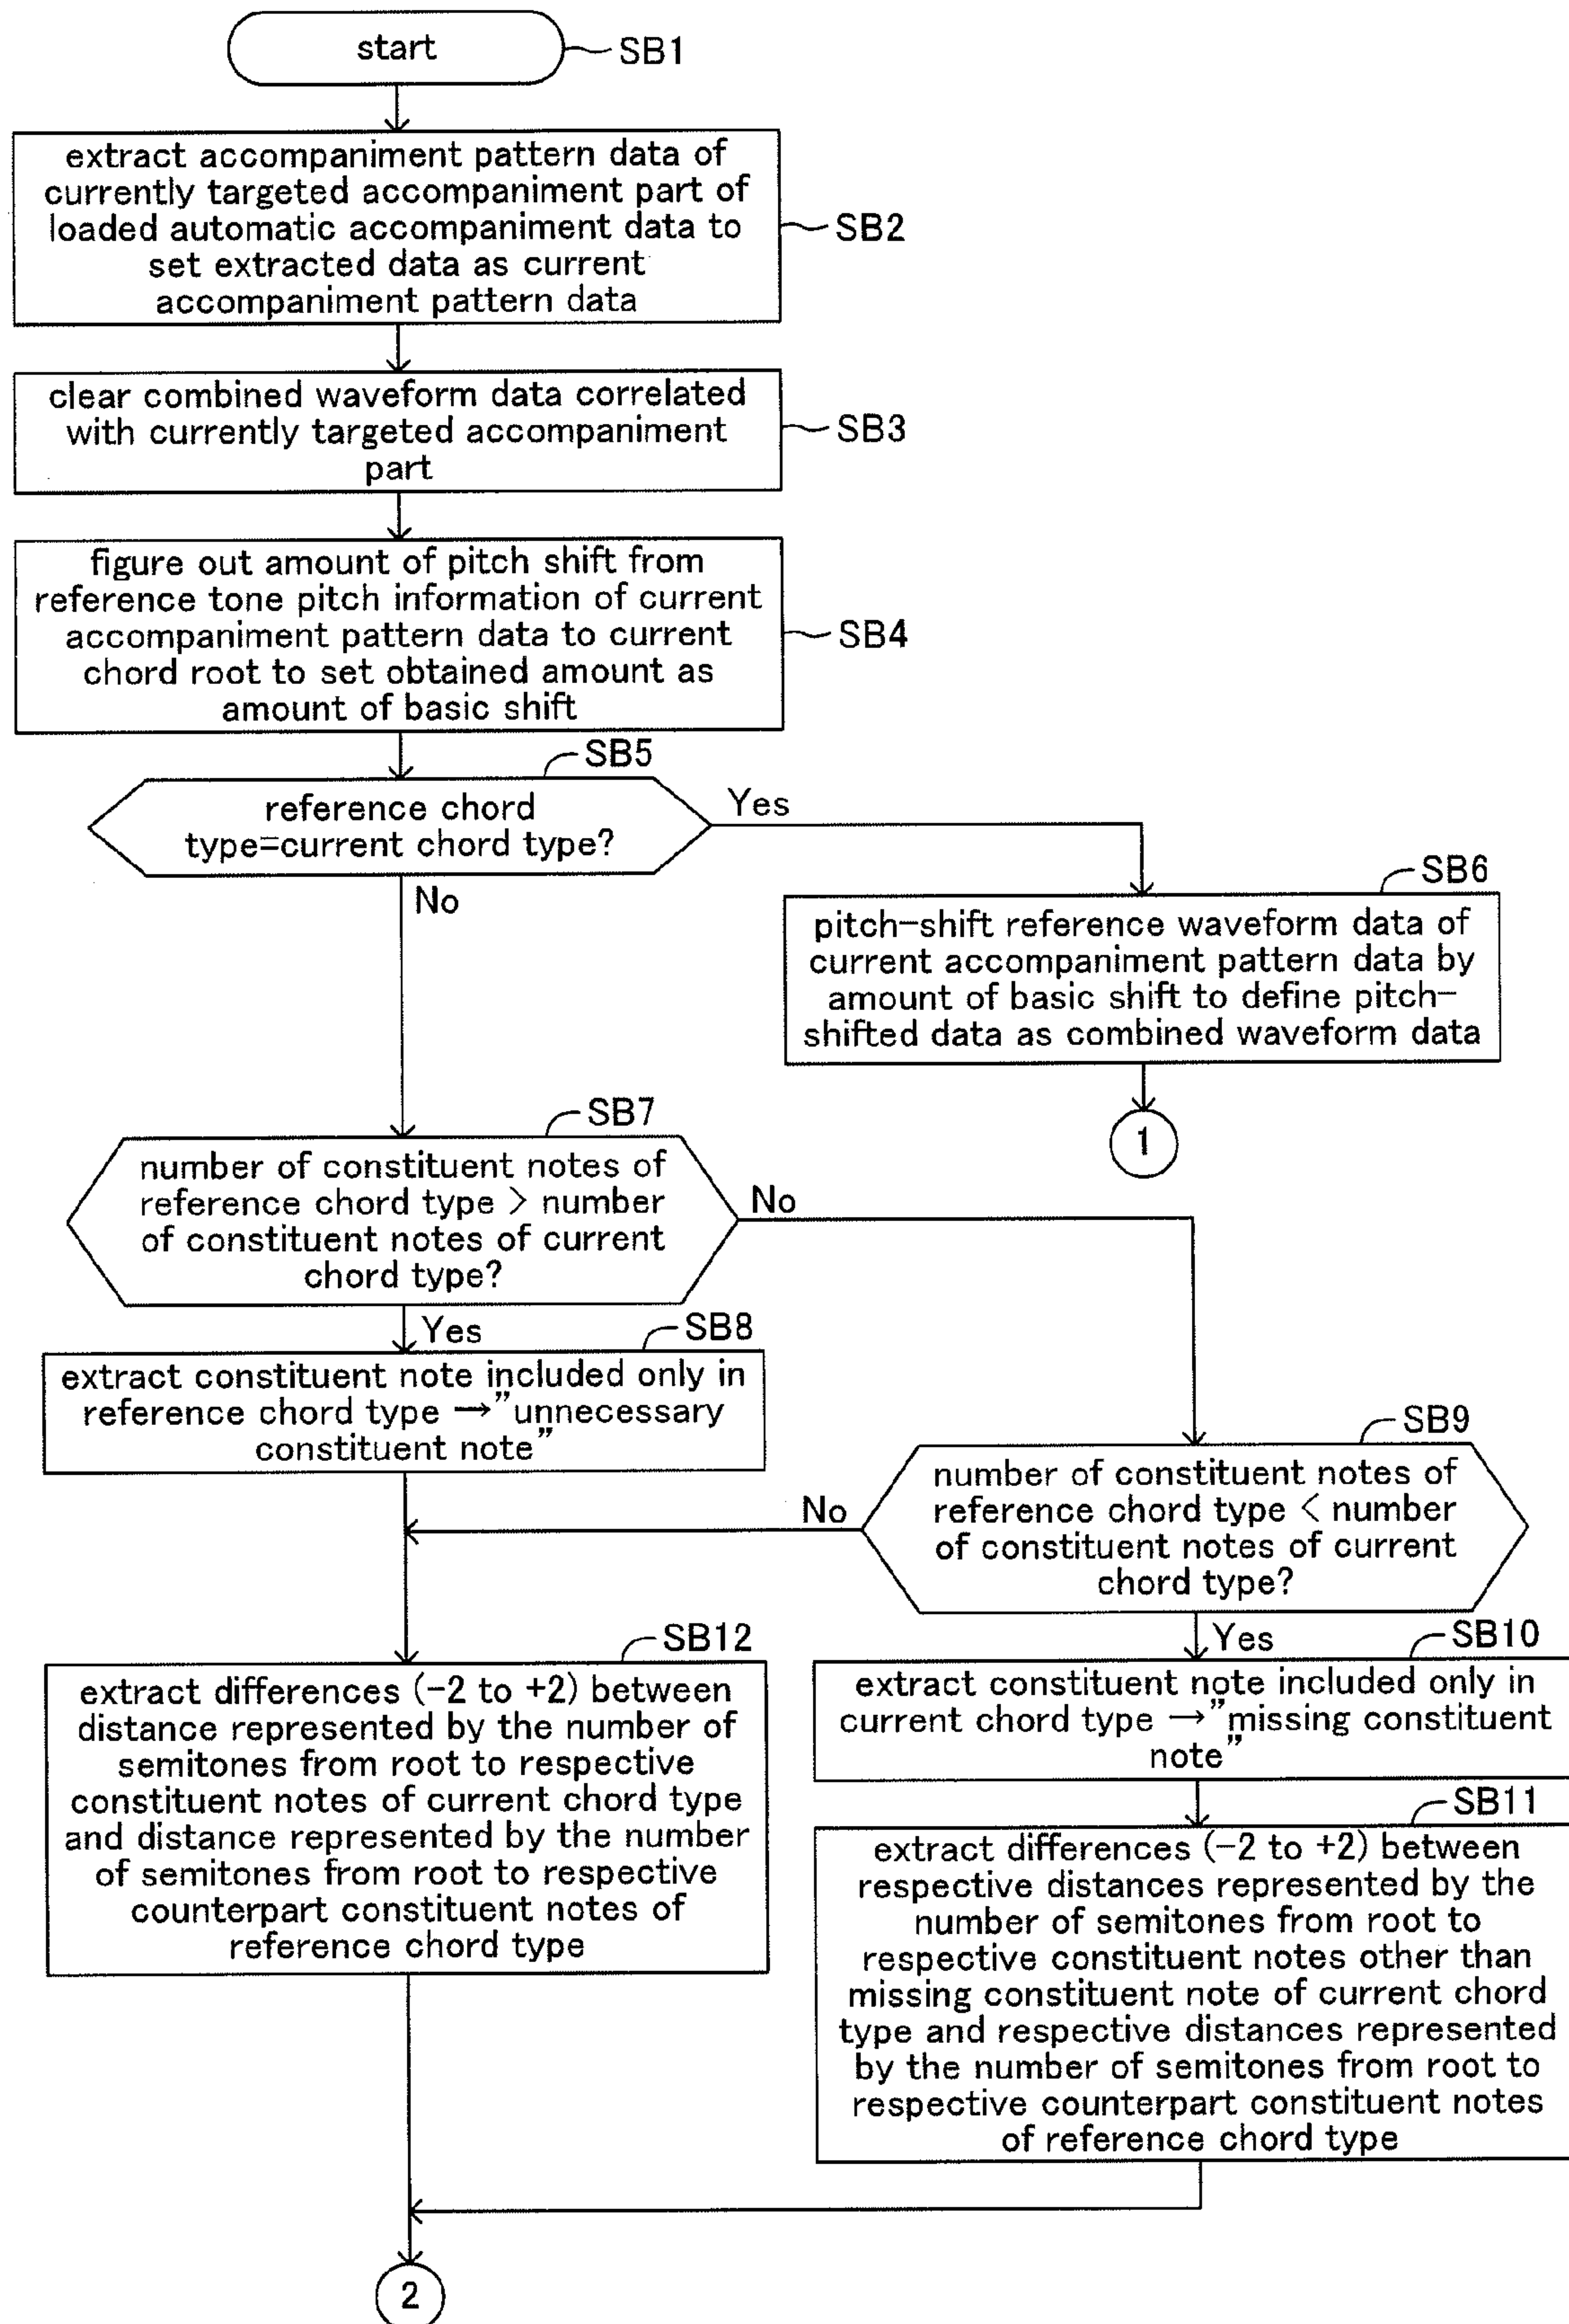 start
SB1
extract accompaniment pattern data of
currently targeted accompaniment part of
loaded automatic accompaniment data to
set extracted data as current
accompaniment pattern data
SB2
clear combined waveform data correlated
with currently targeted accompaniment
part
SB3
figure out amount of pitch shift from
reference tone pitch information of current
accompaniment pattern data to current
chord root to set obtained amount as
amount of basic shift
SB4
SB5
reference chord
type=current chord type?
Yes
No
SB6
pitch-shift reference waveform data of
current accompaniment pattern data by
amount of basic shift to define pitch-
shifted data as combined waveform data
1
SB7
number of constituent notes of
reference chord type > number
of constituent notes of current
chord type?
No
Yes
SB8
extract constituent note included only in
reference chord type →"unnecessary
constituent note"
SB9
number of constituent notes of
reference chord type < number
of constituent notes of current
chord type?
No
Yes
SB10
extract constituent note included only in
current chord type →"missing constituent
note"
SB11
extract differences (-2 to +2) between
respective distances represented by the
number of semitones from root to
respective constituent notes other than
missing constituent note of current chord
type and respective distances represented
by the number of semitones from root to
respective counterpart constituent notes
of reference chord type
SB12
extract differences (-2 to +2) between
distance represented by the number of
semitones from root to respective
constituent notes of current chord type
and distance represented by the number
of semitones from root to respective
counterpart constituent notes of
reference chord type
2